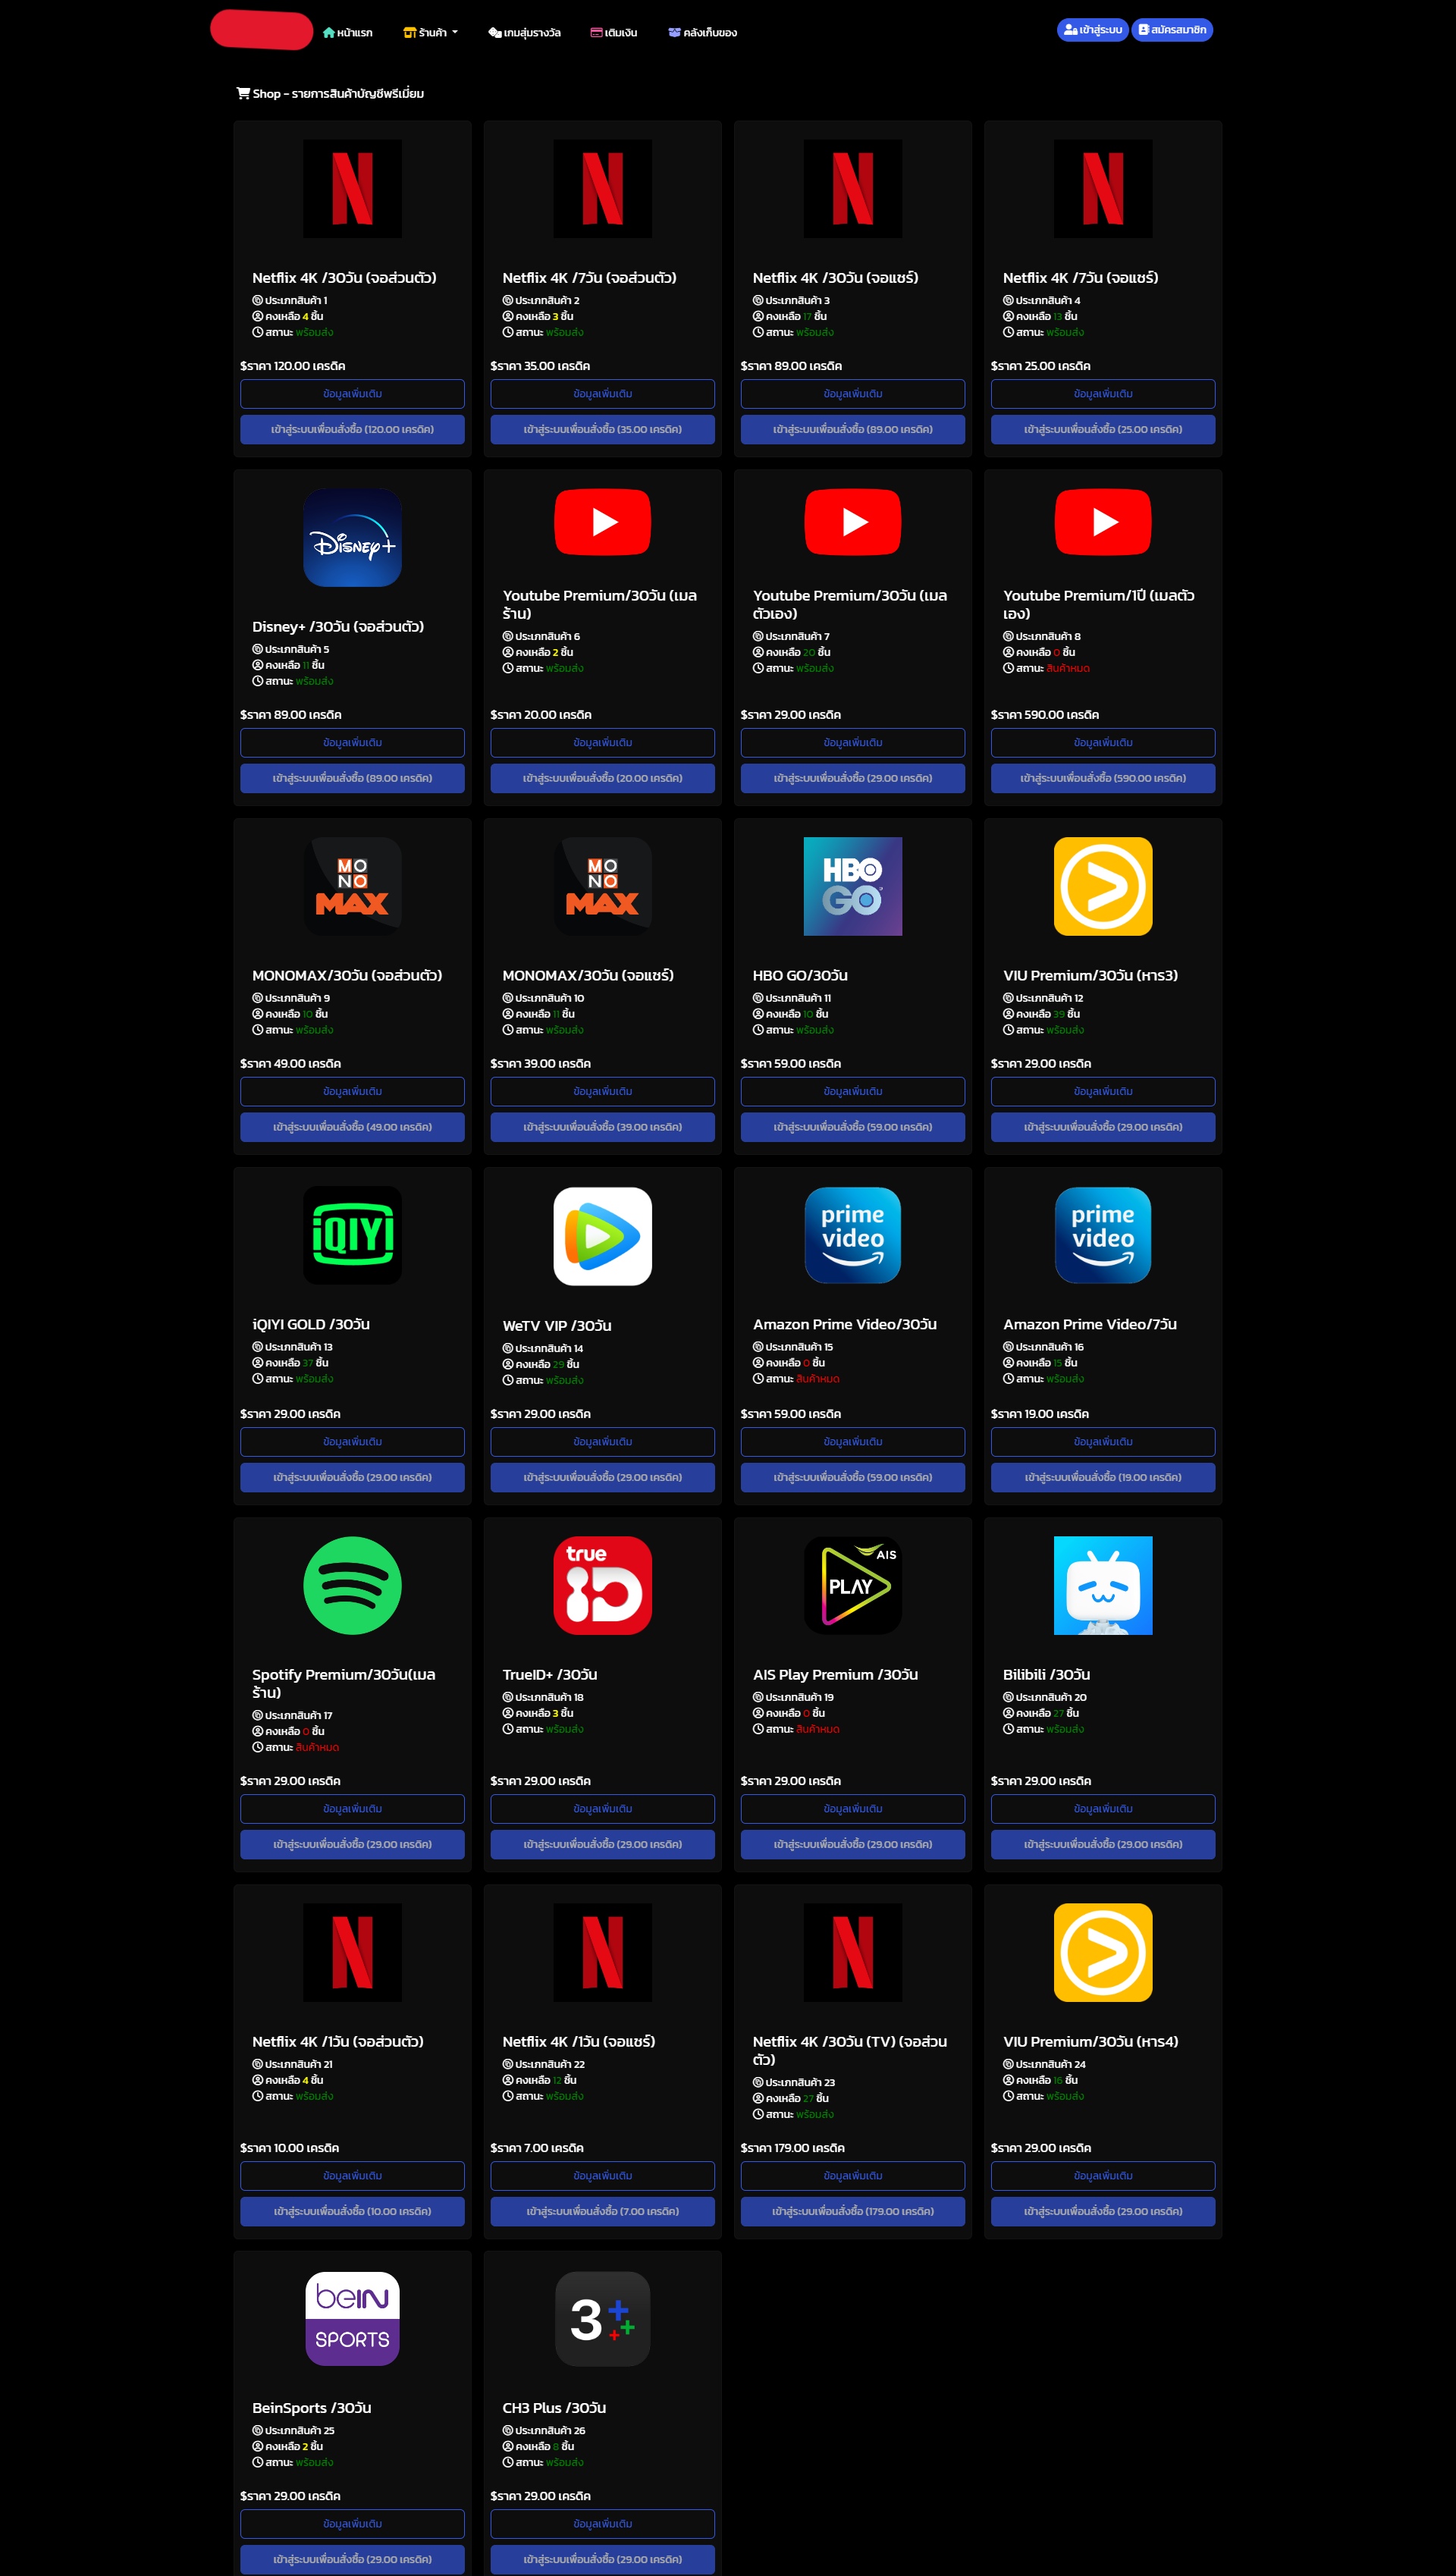 หน้าแรก ร้านค้า เกมสุ่มรางวัล เติมเงิน คลังเก็บของ เข้าสู่ระบบ สมัครสมาชิก
Shop - รายการสินค้าบัญชีพรีเมี่ยม
Netflix 4K /30วัน (จอส่วนตัว)
ประเภทสินค้า 1
คงเหลือ 4 ชิ้น
สถานะ พร้อมส่ง
$ราคา 120.00 เครดิต
ข้อมูลเพิ่มเติม
เข้าสู่ระบบเพื่อนสั่งซื้อ (120.00 เครดิต)
Netflix 4K /7วัน (จอส่วนตัว)
ประเภทสินค้า 2
คงเหลือ 3 ชิ้น
สถานะ พร้อมส่ง
$ราคา 35.00 เครดิต
ข้อมูลเพิ่มเติม
เข้าสู่ระบบเพื่อนสั่งซื้อ (35.00 เครดิต)
Netflix 4K /30วัน (จอแชร์)
ประเภทสินค้า 3
คงเหลือ 17 ชิ้น
สถานะ พร้อมส่ง
$ราคา 89.00 เครดิต
ข้อมูลเพิ่มเติม
เข้าสู่ระบบเพื่อนสั่งซื้อ (89.00 เครดิต)
Netflix 4K /7วัน (จอแชร์)
ประเภทสินค้า 4
คงเหลือ 13 ชิ้น
สถานะ พร้อมส่ง
$ราคา 25.00 เครดิต
ข้อมูลเพิ่มเติม
เข้าสู่ระบบเพื่อนสั่งซื้อ (25.00 เครดิต)
Disney+
Disney+ /30วัน (จอส่วนตัว)
ประเภทสินค้า 5
คงเหลือ 11 ชิ้น
สถานะ พร้อมส่ง
$ราคา 89.00 เครดิต
ข้อมูลเพิ่มเติม
เข้าสู่ระบบเพื่อนสั่งซื้อ (89.00 เครดิต)
Youtube Premium/30วัน (เมล
ร้าน)
ประเภทสินค้า 6
คงเหลือ 2 ชิ้น
สถานะ พร้อมส่ง
$ราคา 20.00 เครดิต
ข้อมูลเพิ่มเติม
เข้าสู่ระบบเพื่อนสั่งซื้อ (20.00 เครดิต)
Youtube Premium/30วัน (เมล
ตัวเอง)
ประเภทสินค้า 7
คงเหลือ 20 ชิ้น
สถานะ พร้อมส่ง
$ราคา 29.00 เครดิต
ข้อมูลเพิ่มเติม
เข้าสู่ระบบเพื่อนสั่งซื้อ (29.00 เครดิต)
Youtube Premium/1ปี (เมลตัว
เอง)
ประเภทสินค้า 8
คงเหลือ 0 ชิ้น
สถานะ สินค้าหมด
$ราคา 590.00 เครดิต
ข้อมูลเพิ่มเติม
เข้าสู่ระบบเพื่อนสั่งซื้อ (590.00 เครดิต)
MONO
MAX
MONOMAX/30วัน (จอส่วนตัว)
ประเภทสินค้า 9
คงเหลือ 10 ชิ้น
สถานะ พร้อมส่ง
$ราคา 49.00 เครดิต
ข้อมูลเพิ่มเติม
เข้าสู่ระบบเพื่อนสั่งซื้อ (49.00 เครดิต)
MONO
MAX
MONOMAX/30วัน (จอแชร์)
ประเภทสินค้า 10
คงเหลือ 11 ชิ้น
สถานะ พร้อมส่ง
$ราคา 39.00 เครดิต
ข้อมูลเพิ่มเติม
เข้าสู่ระบบเพื่อนสั่งซื้อ (39.00 เครดิต)
HBO
GO
HBO GO/30วัน
ประเภทสินค้า 11
คงเหลือ 10 ชิ้น
สถานะ พร้อมส่ง
$ราคา 59.00 เครดิต
ข้อมูลเพิ่มเติม
เข้าสู่ระบบเพื่อนสั่งซื้อ (59.00 เครดิต)
VIU Premium/30วัน (หาร3)
ประเภทสินค้า 12
คงเหลือ 39 ชิ้น
สถานะ พร้อมส่ง
$ราคา 29.00 เครดิต
ข้อมูลเพิ่มเติม
เข้าสู่ระบบเพื่อนสั่งซื้อ (29.00 เครดิต)
iQIYI
iQIYI GOLD /30วัน
ประเภทสินค้า 13
คงเหลือ 37 ชิ้น
สถานะ พร้อมส่ง
$ราคา 29.00 เครดิต
ข้อมูลเพิ่มเติม
เข้าสู่ระบบเพื่อนสั่งซื้อ (29.00 เครดิต)
WeTV VIP /30วัน
ประเภทสินค้า 14
คงเหลือ 29 ชิ้น
สถานะ พร้อมส่ง
$ราคา 29.00 เครดิต
ข้อมูลเพิ่มเติม
เข้าสู่ระบบเพื่อนสั่งซื้อ (29.00 เครดิต)
prime
video
Amazon Prime Video/30วัน
ประเภทสินค้า 15
คงเหลือ 0 ชิ้น
สถานะ สินค้าหมด
$ราคา 59.00 เครดิต
ข้อมูลเพิ่มเติม
เข้าสู่ระบบเพื่อนสั่งซื้อ (59.00 เครดิต)
prime
video
Amazon Prime Video/7วัน
ประเภทสินค้า 16
คงเหลือ 15 ชิ้น
สถานะ พร้อมส่ง
$ราคา 19.00 เครดิต
ข้อมูลเพิ่มเติม
เข้าสู่ระบบเพื่อนสั่งซื้อ (19.00 เครดิต)
Spotify Premium/30วัน(เมล
ร้าน)
ประเภทสินค้า 17
คงเหลือ 0 ชิ้น
สถานะ สินค้าหมด
$ราคา 29.00 เครดิต
ข้อมูลเพิ่มเติม
เข้าสู่ระบบเพื่อนสั่งซื้อ (29.00 เครดิต)
true
iD
TrueID+ /30วัน
ประเภทสินค้า 18
คงเหลือ 3 ชิ้น
สถานะ พร้อมส่ง
$ราคา 29.00 เครดิต
ข้อมูลเพิ่มเติม
เข้าสู่ระบบเพื่อนสั่งซื้อ (29.00 เครดิต)
AIS
PLAY
AIS Play Premium /30วัน
ประเภทสินค้า 19
คงเหลือ 0 ชิ้น
สถานะ สินค้าหมด
$ราคา 29.00 เครดิต
ข้อมูลเพิ่มเติม
เข้าสู่ระบบเพื่อนสั่งซื้อ (29.00 เครดิต)
Bilibili /30วัน
ประเภทสินค้า 20
คงเหลือ 27 ชิ้น
สถานะ พร้อมส่ง
$ราคา 29.00 เครดิต
ข้อมูลเพิ่มเติม
เข้าสู่ระบบเพื่อนสั่งซื้อ (29.00 เครดิต)
Netflix 4K /1วัน (จอส่วนตัว)
ประเภทสินค้า 21
คงเหลือ 4 ชิ้น
สถานะ พร้อมส่ง
$ราคา 10.00 เครดิต
ข้อมูลเพิ่มเติม
เข้าสู่ระบบเพื่อนสั่งซื้อ (10.00 เครดิต)
Netflix 4K /1วัน (จอแชร์)
ประเภทสินค้า 22
คงเหลือ 12 ชิ้น
สถานะ พร้อมส่ง
$ราคา 7.00 เครดิต
ข้อมูลเพิ่มเติม
เข้าสู่ระบบเพื่อนสั่งซื้อ (7.00 เครดิต)
Netflix 4K /30วัน (TV) (จอส่วน
ตัว)
ประเภทสินค้า 23
คงเหลือ 27 ชิ้น
สถานะ พร้อมส่ง
$ราคา 179.00 เครดิต
ข้อมูลเพิ่มเติม
เข้าสู่ระบบเพื่อนสั่งซื้อ (179.00 เครดิต)
VIU Premium/30วัน (หาร4)
ประเภทสินค้า 24
คงเหลือ 16 ชิ้น
สถานะ พร้อมส่ง
$ราคา 29.00 เครดิต
ข้อมูลเพิ่มเติม
เข้าสู่ระบบเพื่อนสั่งซื้อ (29.00 เครดิต)
beIN
SPORTS
BeinSports /30วัน
ประเภทสินค้า 25
คงเหลือ 2 ชิ้น
สถานะ พร้อมส่ง
$ราคา 29.00 เครดิต
ข้อมูลเพิ่มเติม
เข้าสู่ระบบเพื่อนสั่งซื้อ (29.00 เครดิต)
3+++
CH3 Plus /30วัน
ประเภทสินค้า 26
คงเหลือ 8 ชิ้น
สถานะ พร้อมส่ง
$ราคา 29.00 เครดิต
ข้อมูลเพิ่มเติม
เข้าสู่ระบบเพื่อนสั่งซื้อ (29.00 เครดิต)